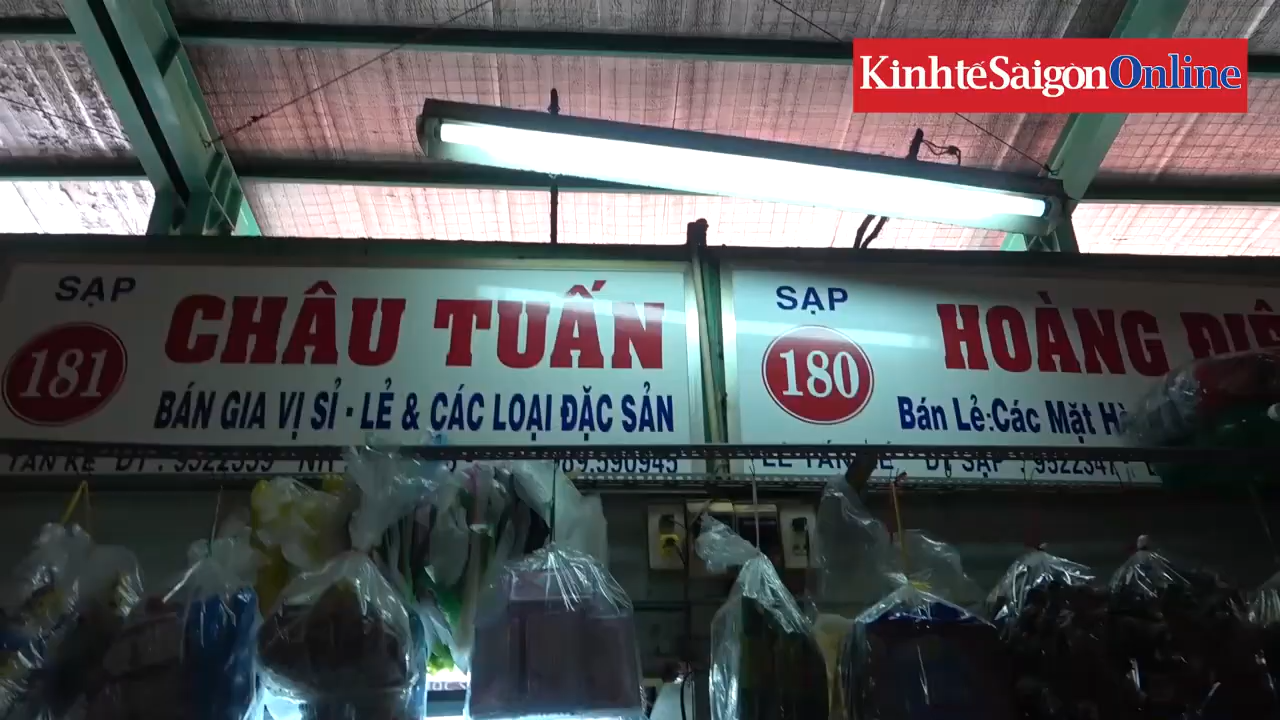 KinhtếSàigònOnline
SẠP
181
CHÂU TUẤN
BÁN GIA VỊ SỈ - LẺ & CÁC LOẠI ĐẶC SẢN
SẠP
180
HOÀNG
Bán Lẻ:Các Mặt